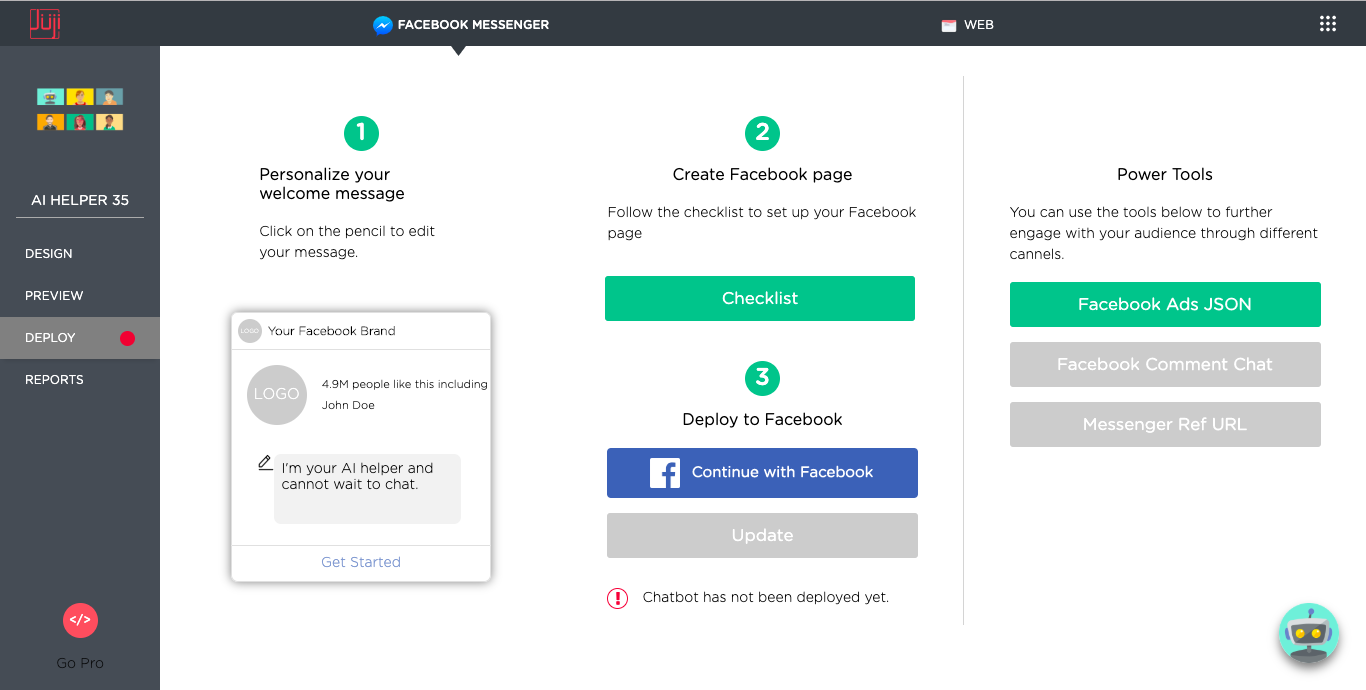 Juji
FACEBOOK MESSENGER
WEB
AI HELPER 35
DESIGN
PREVIEW
DEPLOY
REPORTS
</>
Go Pro
1
Personalize your
welcome message
Click on the pencil to edit
your message.
LOGO
Your Facebook Brand
LOGO
4.9M people like this including
John Doe
I'm your AI helper and
cannot wait to chat.
Get Started
2
Create Facebook page
Follow the checklist to set up your Facebook
page
Checklist
3
Deploy to Facebook
f
Continue with Facebook
Update
!
Chatbot has not been deployed yet.
Power Tools
You can use the tools below to further
engage with your audience through different
cannels.
Facebook Ads JSON
Facebook Comment Chat
Messenger Ref URL